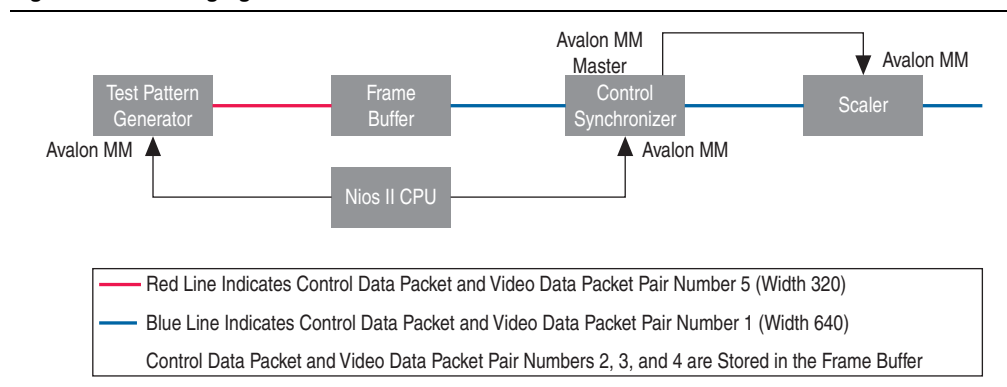 Avalon MM
Master
Avalon MM
Test Pattern
Generator
Frame
Buffer
Control
Synchronizer
Scaler
Avalon MM
Avalon MM
Nios II CPU
Red Line Indicates Control Data Packet and Video Data Packet Pair Number 5 (Width 320)
Blue Line Indicates Control Data Packet and Video Data Packet Pair Number 1 (Width 640)
Control Data Packet and Video Data Packet Pair Numbers 2, 3, and 4 are Stored in the Frame Buffer